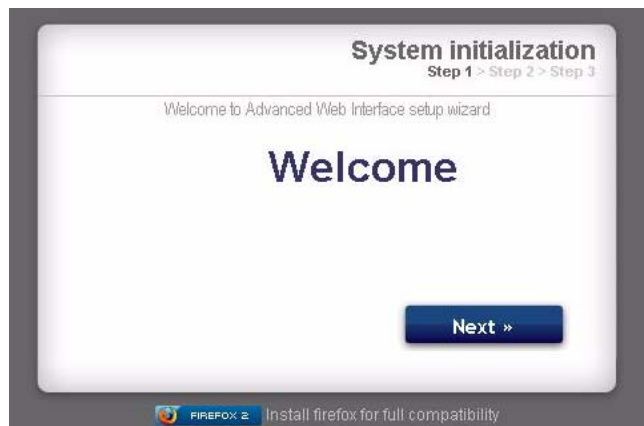 System initialization
Step 1 > Step 2 > Step 3
Welcome to Advanced Web Interface setup wizard
Welcome
Next »
FIREFOX 2 Install firefox for full compatibility